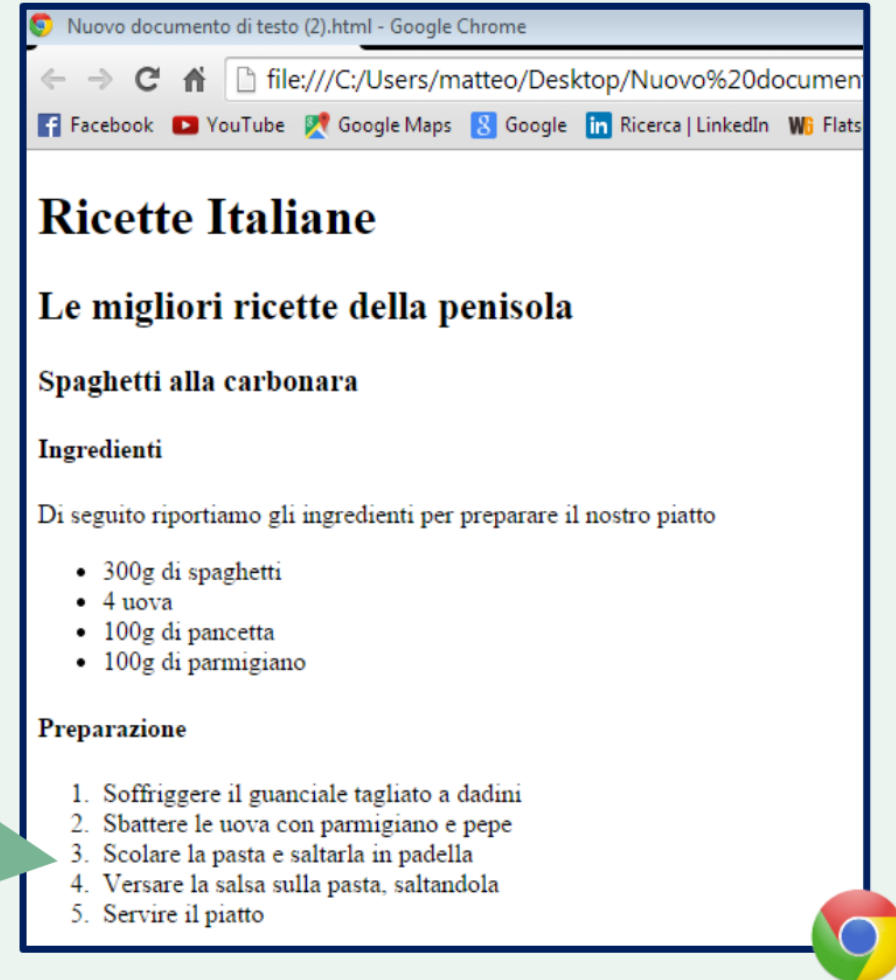 Nuovo documento di testo (2).html - Google Chrome
file:///C:/Users/matteo/Desktop/Nuovo%20documen
Facebook YouTube Google Maps Google Ricerca | LinkedIn Flats
Ricette Italiane
Le migliori ricette della penisola
Spaghetti alla carbonara
Ingredienti
Di seguito riportiamo gli ingredienti per preparare il nostro piatto
• 300g di spaghetti
• 4 uova
• 100g di pancetta
• 100g di parmigiano
Preparazione
1. Soffriggere il guanciale tagliato a dadini
2. Sbattere le uova con parmigiano e pepe
3. Scolare la pasta e saltarla in padella
4. Versare la salsa sulla pasta, saltandola
5. Servire il piatto